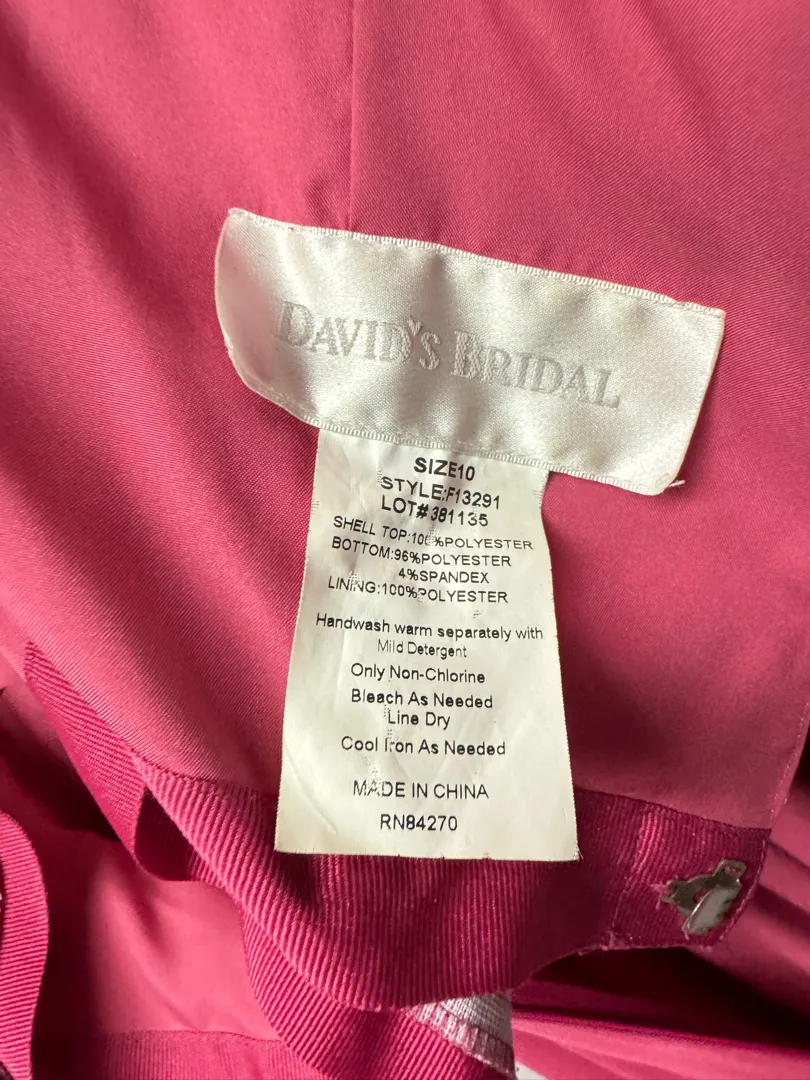 DAVID'S BRIDAL
SIZE10
STYLE:F13291
LOT#381135
SHELL TOP:100%POLYESTER
BOTTOM:96%POLYESTER
4%SPANDEX
LINING:100%POLYESTER
Handwash warm separately with
Mild Detergent
Only Non-Chlorine
Bleach As Needed
Line Dry
Cool Iron As Needed
MADE IN CHINA
RN84270